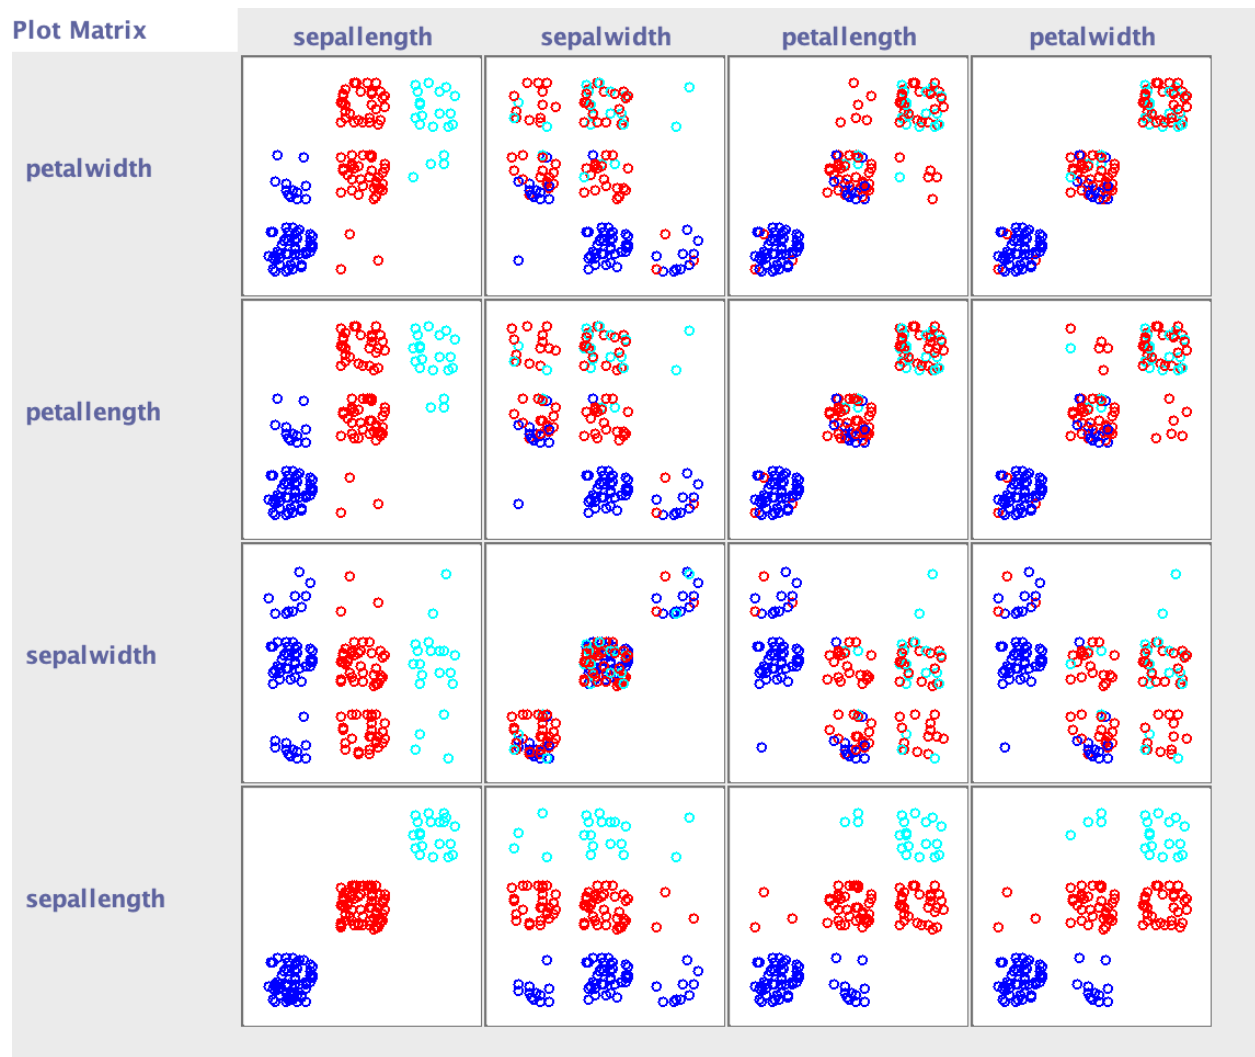 Plot Matrix
sepallength sepalwidth petallength petalwidth
petalwidth
petallength
sepalwidth
sepallength